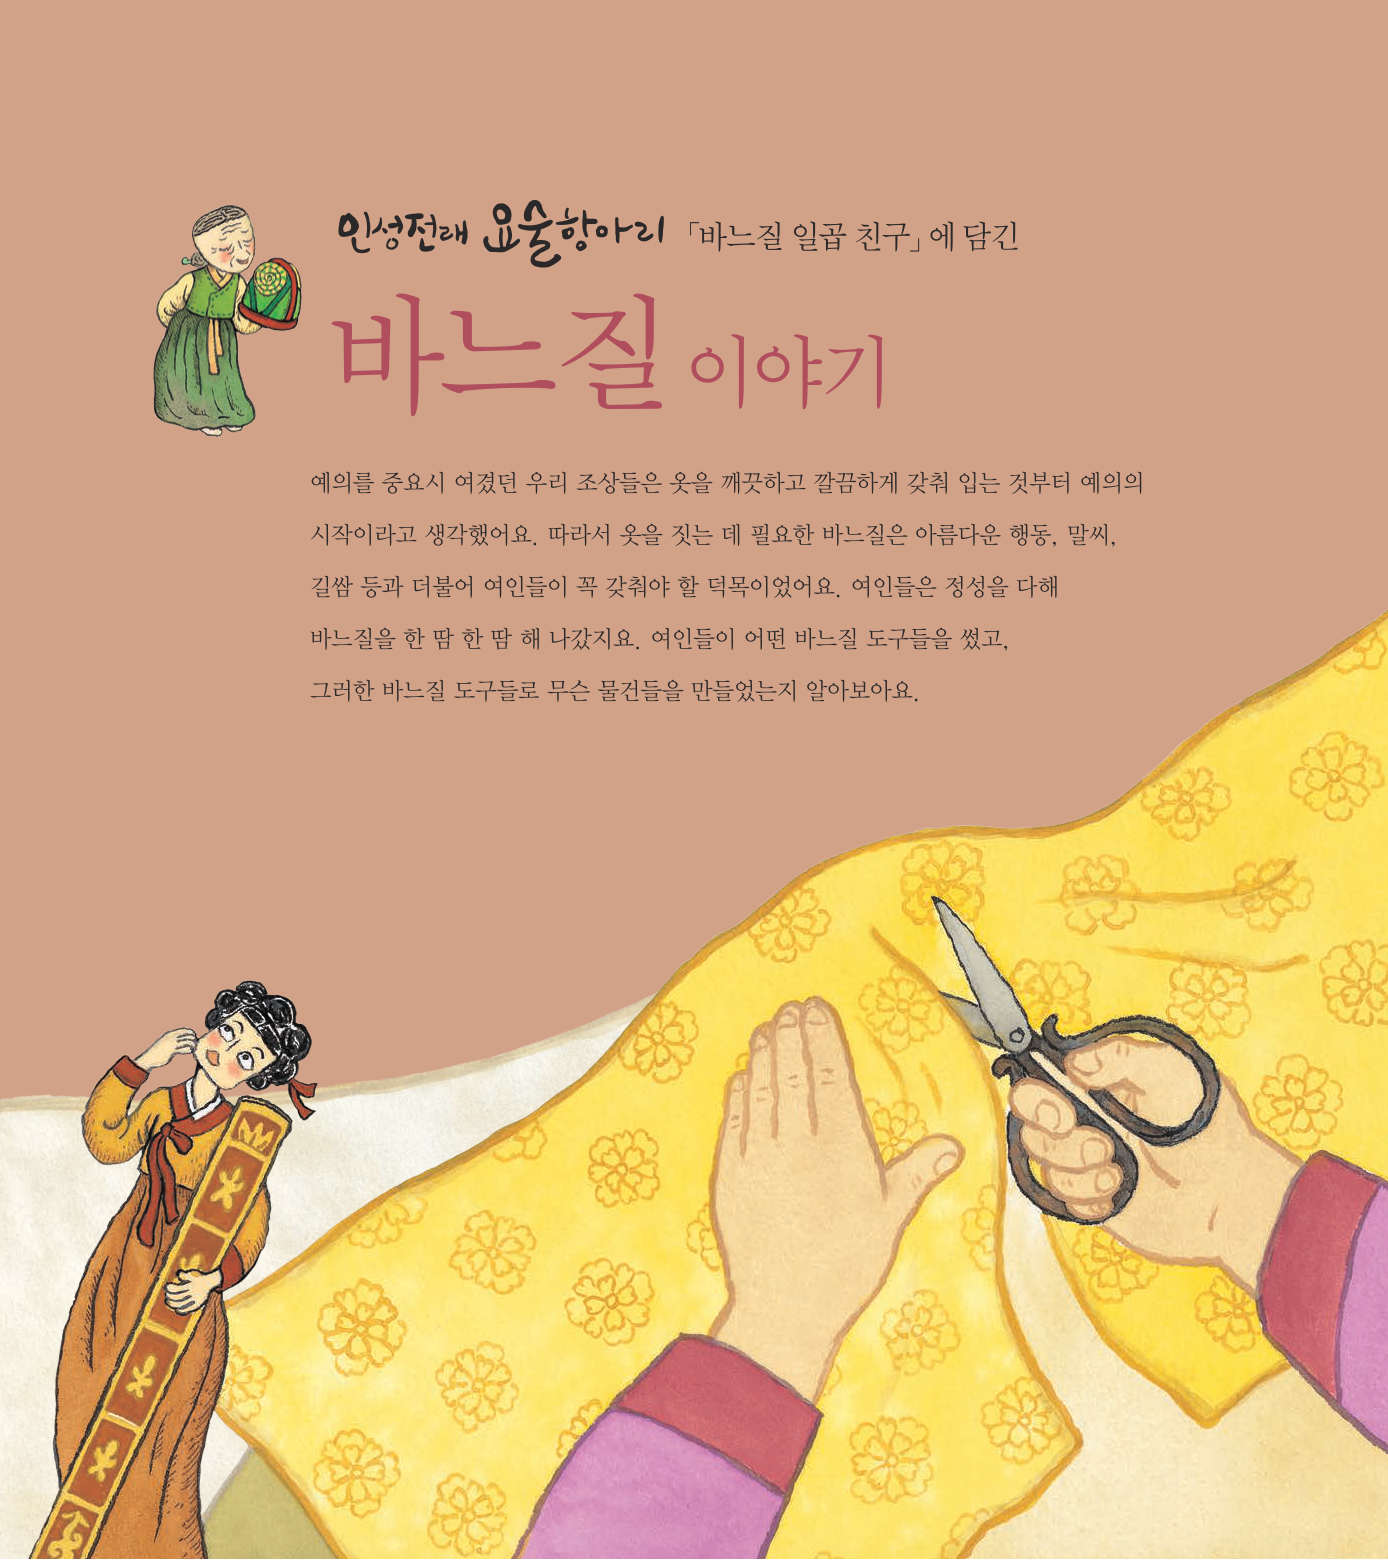 인성전래 요술항아리 「바느질 일곱 친구」에 담긴
바느질 이야기
예의를 중요시 여겼던 우리 조상들은 옷을 깨끗하고 깔끔하게 갖춰 입는 것부터 예의의
시작이라고 생각했어요. 따라서 옷을 짓는 데 필요한 바느질은 아름다운 행동, 말씨,
길쌈 등과 더불어 여인들이 꼭 갖춰야 할 덕목이었어요. 여인들은 정성을 다해
바느질을 한 땀 한 땀 해 나갔지요. 여인들이 어떤 바느질 도구들을 썼고,
그러한 바느질 도구들로 무슨 물건들을 만들었는지 알아보아요.